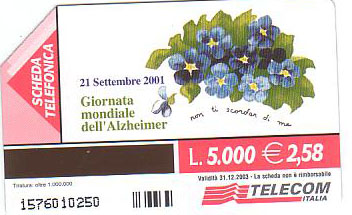 SCHEDA
TELEFONICA
21 Settembre 2001
Giornata
mondiale
dell'Alzheimer
non ti scordar di me
L. 5.000 € 2,58
Validità 31.12.2003 - La scheda non è rimborsabile
Tiratura: oltre 1.000.000
1576010250
TELECOM
ITALIA